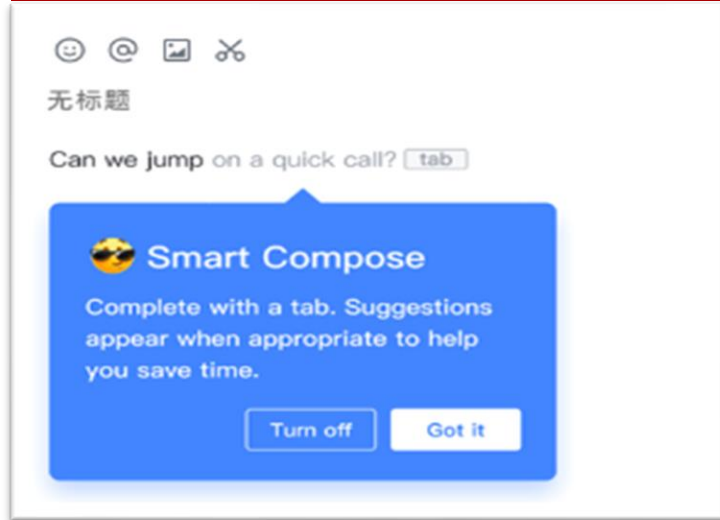 无标题
Can we jump on a quick call? tab
Smart Compose
Complete with a tab. Suggestions
appear when appropriate to help
you save time.
Turn off Got it